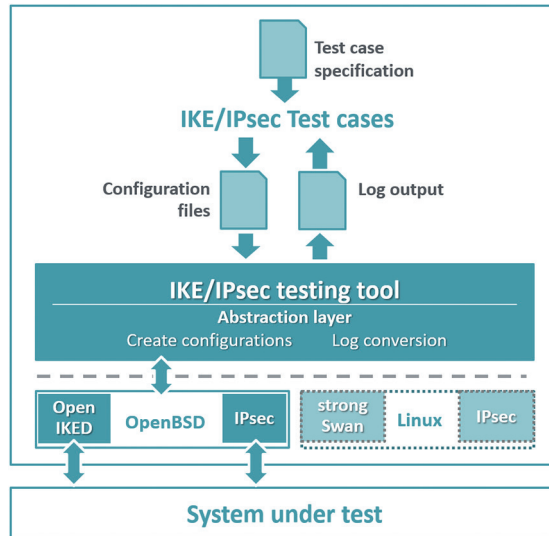 Test case
specification
IKE/IPsec Test cases
Configuration
files
Log output
IKE/IPsec testing tool
Abstraction layer
Create configurations Log conversion
Open
IKED
OpenBSD
IPsec
strong
Swan
Linux
IPsec
System under test